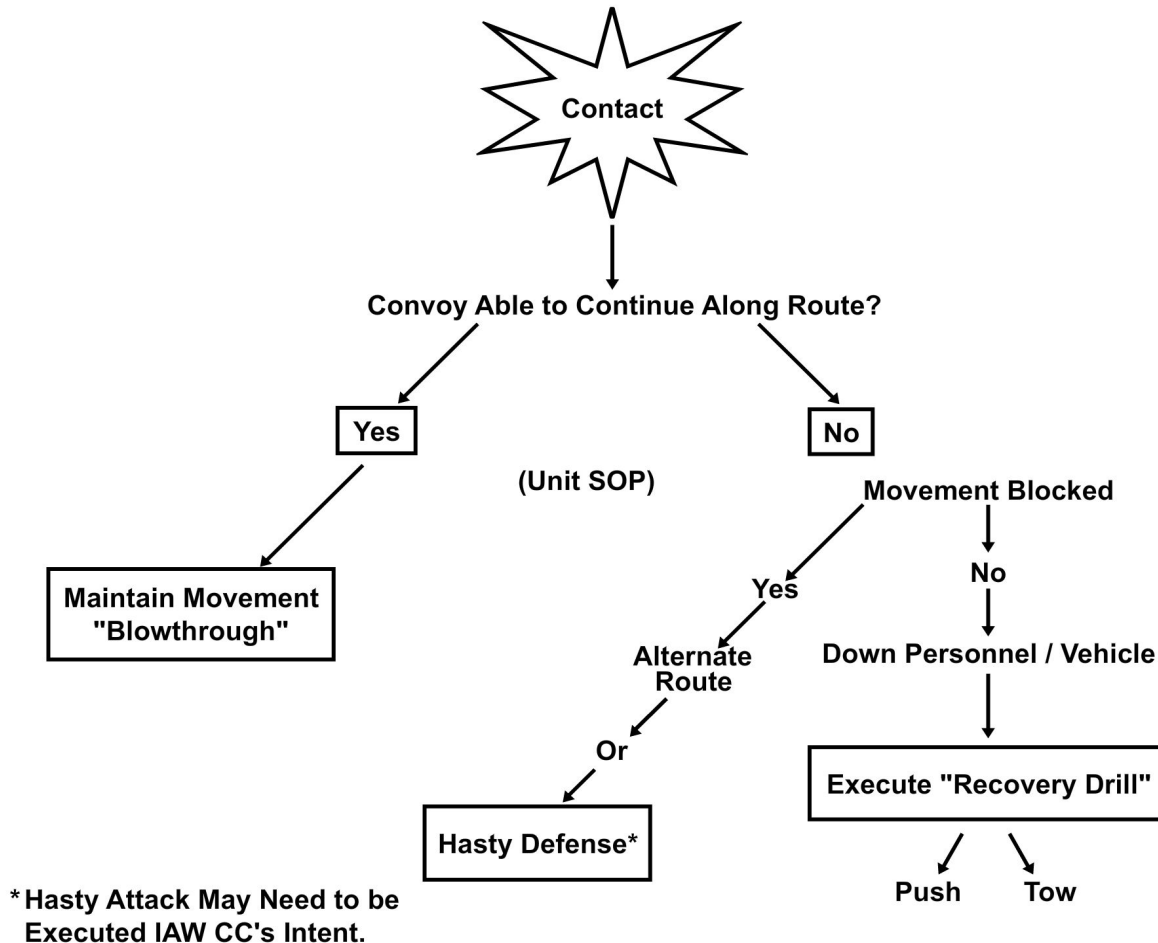 Contact
Convoy Able to Continue Along Route?
Yes
No
(Unit SOP)
Movement Blocked
Maintain Movement
"Blowthrough"
Yes
No
Alternate
Route
Down Personnel / Vehicle
Or
Execute "Recovery Drill"
Hasty Defense*
Push
Tow
* Hasty Attack May Need to be
Executed IAW CC's Intent.